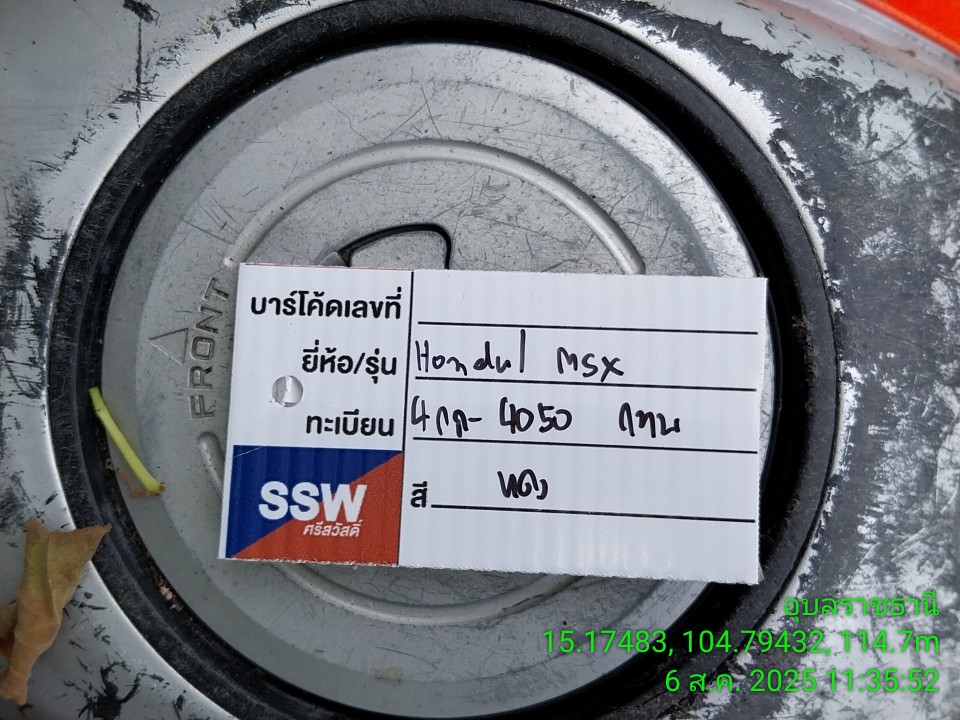 FRONT
บาร์โค้ดเลขที่
ยี่ห้อ/รุ่น Honda/ MSX
ทะเบียน 4กก-4050 กทม
สี แดง
SSW
ศรีสวัสดิ์
อุบลราชธานี
15.17483, 104.79432, 114.7m
6 ส.ค. 2025 11:35:52